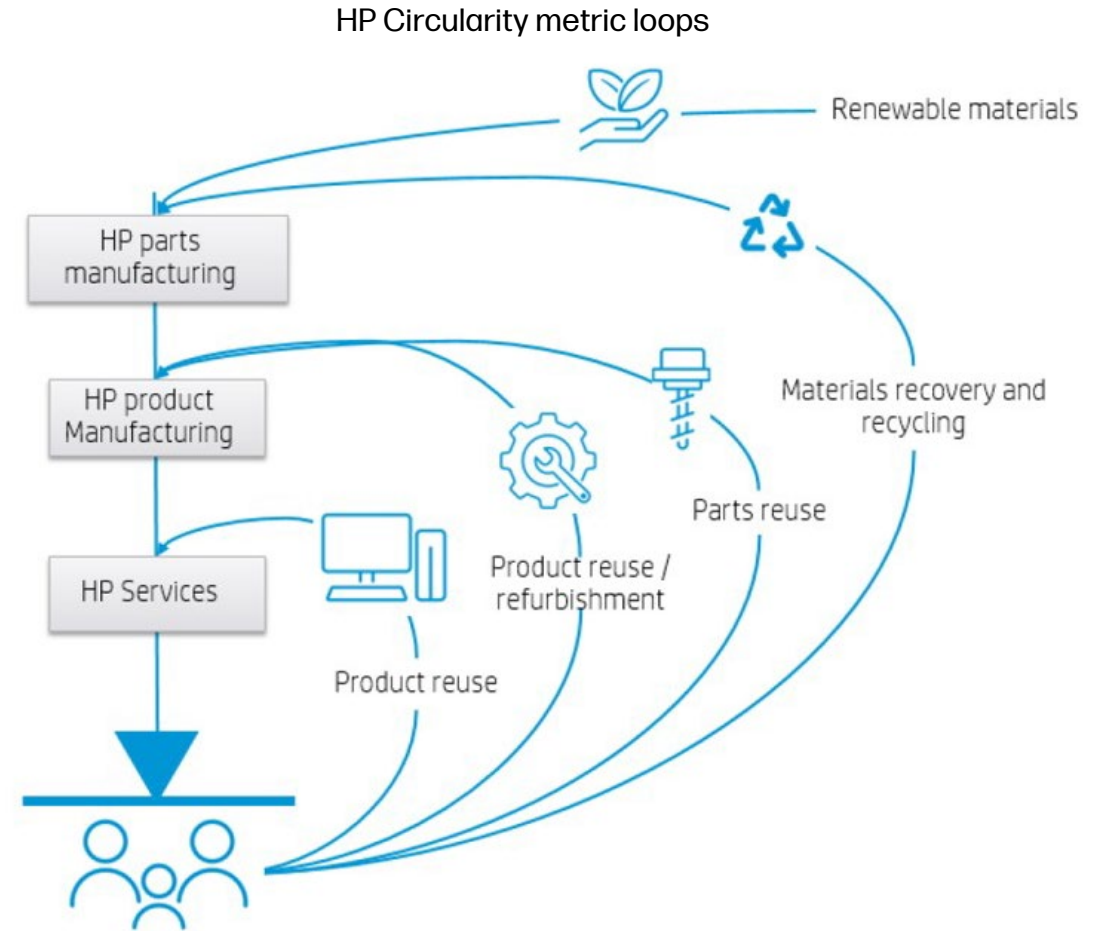 HP Circularity metric loops
Renewable materials
HP parts
manufacturing
HP product
Manufacturing
Materials recovery and
recycling
Parts reuse
Product reuse /
refurbishment
HP Services
Product reuse